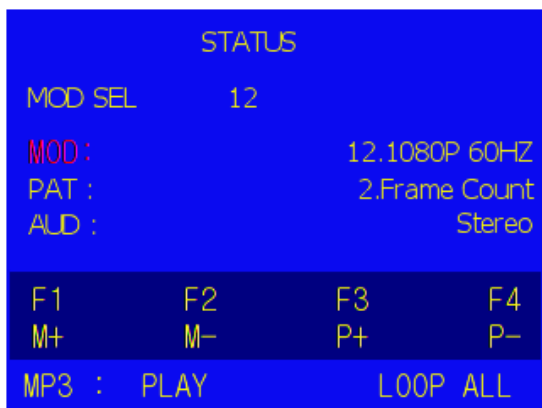 STATUS
MOD SEL 12
MOD : 12.1080P 60HZ
PAT : 2.Frame Count
AUD : Stereo
F1 F2 F3 F4
M+ M- P+ P-
MP3 : PLAY LOOP ALL